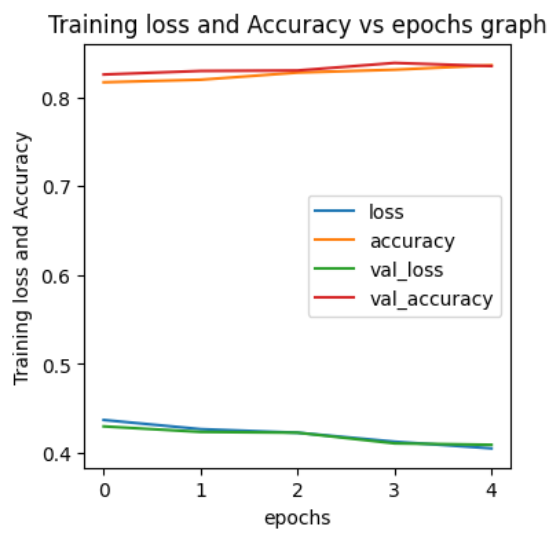 Training loss and Accuracy vs epochs graph
Training loss and Accuracy
0.8
0.7
0.6
0.5
0.4
loss
accuracy
val_loss
val_accuracy
0 1 2 3 4
epochs